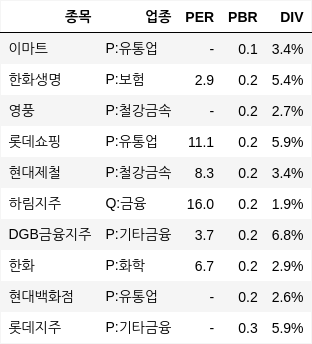 종목 업종 PER PBR DIV
이마트 P:유통업 - 0.1 3.4%
한화생명 P:보험 2.9 0.2 5.4%
영풍 P:철강금속 - 0.2 2.7%
롯데쇼핑 P:유통업 11.1 0.2 5.9%
현대제철 P:철강금속 8.3 0.2 3.4%
하림지주 Q:금융 16.0 0.2 1.9%
DGB금융지주 P:기타금융 3.7 0.2 6.8%
한화 P:화학 6.7 0.2 2.9%
현대백화점 P:유통업 - 0.2 2.6%
롯데지주 P:기타금융 - 0.3 5.9%